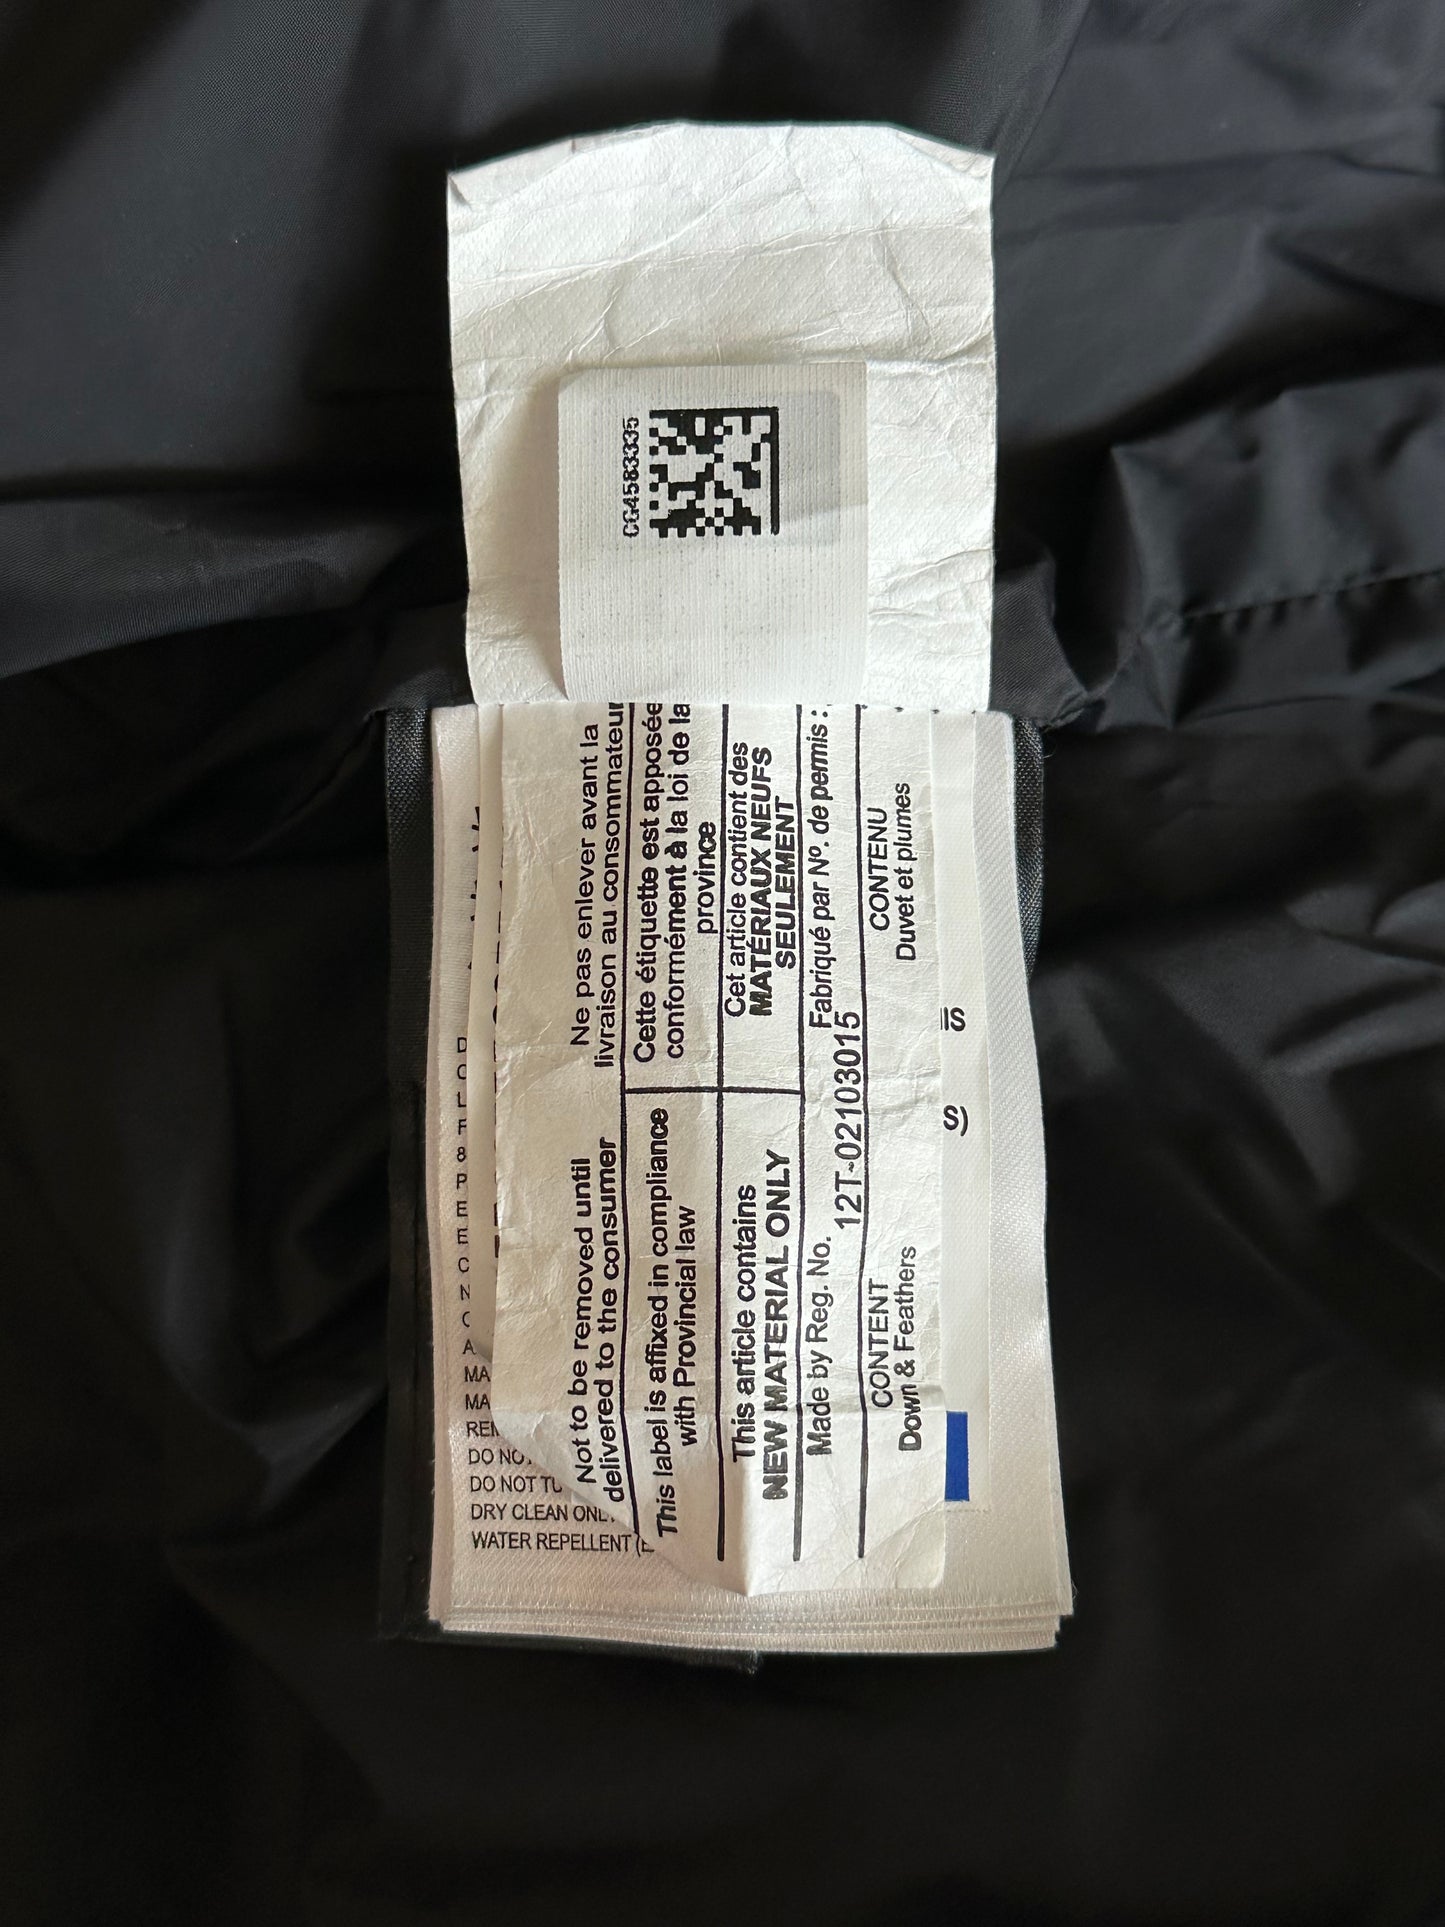 CG4583335
Not to be removed until
delivered to the consumer
Ne pas enlever avant la
livraison au consommateur
This label is affixed in compliance
with Provincial law
Cette étiquette est apposée
conformément à la loi de la
province
This article contains
NEW MATERIAL ONLY
Cet article contient des
MATÉRIAUX NEUFS
SEULEMENT
Made by Reg. No.
Fabriqué par Nº. de permis :
12T-02103015
CONTENT
Down & Feathers
CONTENU
Duvet et plumes
MA
MA
DO NOT TU
DRY CLEAN ONL
WATER REPELLENT